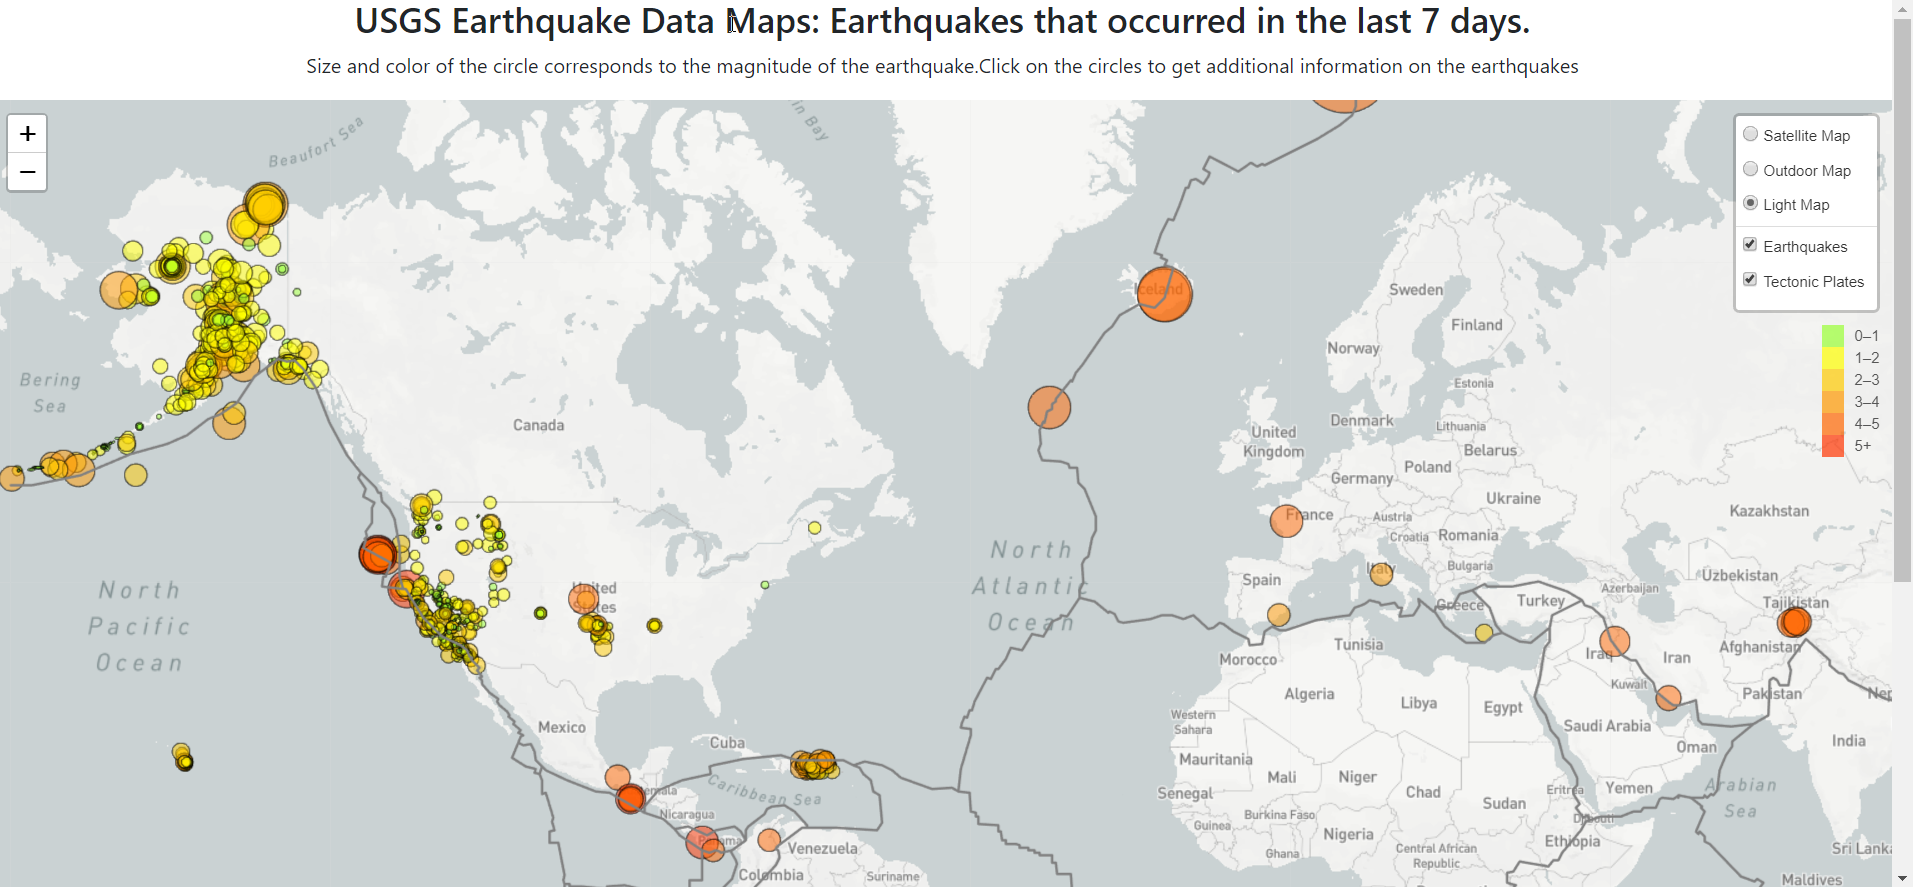 USGS Earthquake Data Maps: Earthquakes that occurred in the last 7 days.
Size and color of the circle corresponds to the magnitude of the earthquake.Click on the circles to get additional information on the earthquakes
+
−
Satellite Map
Outdoor Map
Light Map
Earthquakes
Tectonic Plates
0–1
1–2
2–3
3–4
4–5
5+
Beaufort Sea
in Bay
Iceland
Sweden
Finland
Norway
Estonia
Bering
Sea
Canada
Denmark
Lithuania
United
Kingdom
Belarus
Poland
Germany
Ukraine
Kazakhstan
France
Austria
Croatia
Romania
North
Atlantic
Ocean
Italy
Bulgaria
Spain
Uzbekistan
Azerbaijan
Tajikistan
Greece
Turkey
United
States
North
Pacific
Ocean
Tunisia
Morocco
Afghanistan
Iraq
Iran
Kuwait
Pakistan
Algeria
Libya
Egypt
Western
Sahara
Saudi Arabia
Mexico
Cuba
Oman
India
Mauritania
Mali
Niger
Chad
Sudan
Eritrea
Yemen
Arabian
Sea
Caribbean Sea
Senegal
Nicaragua
Guinea
Burkina Faso
Nigeria
Djibouti
Ethiopia
Panama
Venezuela
Ghana
Central African
Republic
Sri Lanka
Colombia
Suriname
Maldives